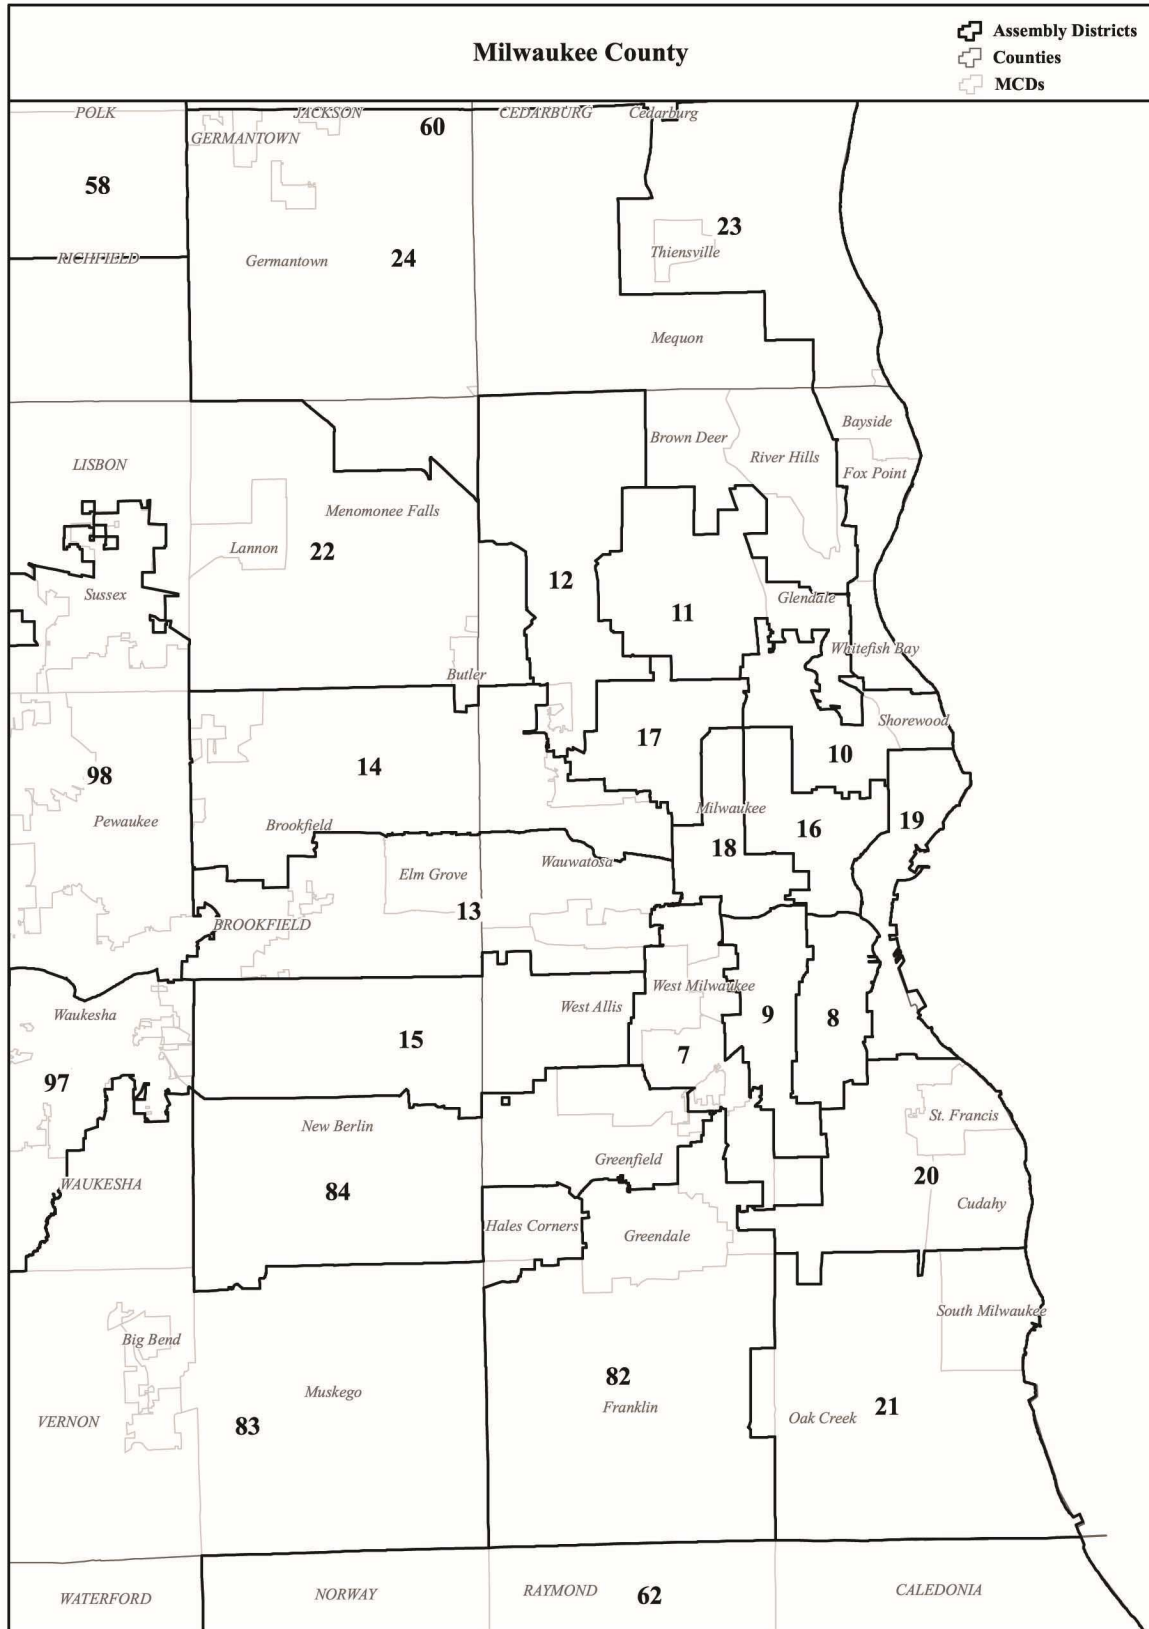 Milwaukee County
Assembly Districts
Counties
MCDs
POLK
JACKSON
CEDARBURG
Cedarburg
60
GERMANTOWN
58
23
Thiensville
RICHFIELD
Germantown
24
Mequon
Bayside
Brown Deer
River Hills
LISBON
Fox Point
Menomonee Falls
Lannon
22
12
Sussex
11
Glendale
Whitefish Bay
Butler
Shorewood
17
10
14
98
Milwaukee
19
Pewaukee
Brookfield
16
18
Wauwatosa
Elm Grove
13
BROOKFIELD
West Milwaukee
West Allis
Waukesha
9
8
15
7
97
St. Francis
New Berlin
Greenfield
20
WAUKESHA
84
Cudahy
Hales Corners
Greendale
South Milwaukee
Big Bend
82
Muskego
Franklin
21
Oak Creek
VERNON
83
WATERFORD
NORWAY
RAYMOND
62
CALEDONIA